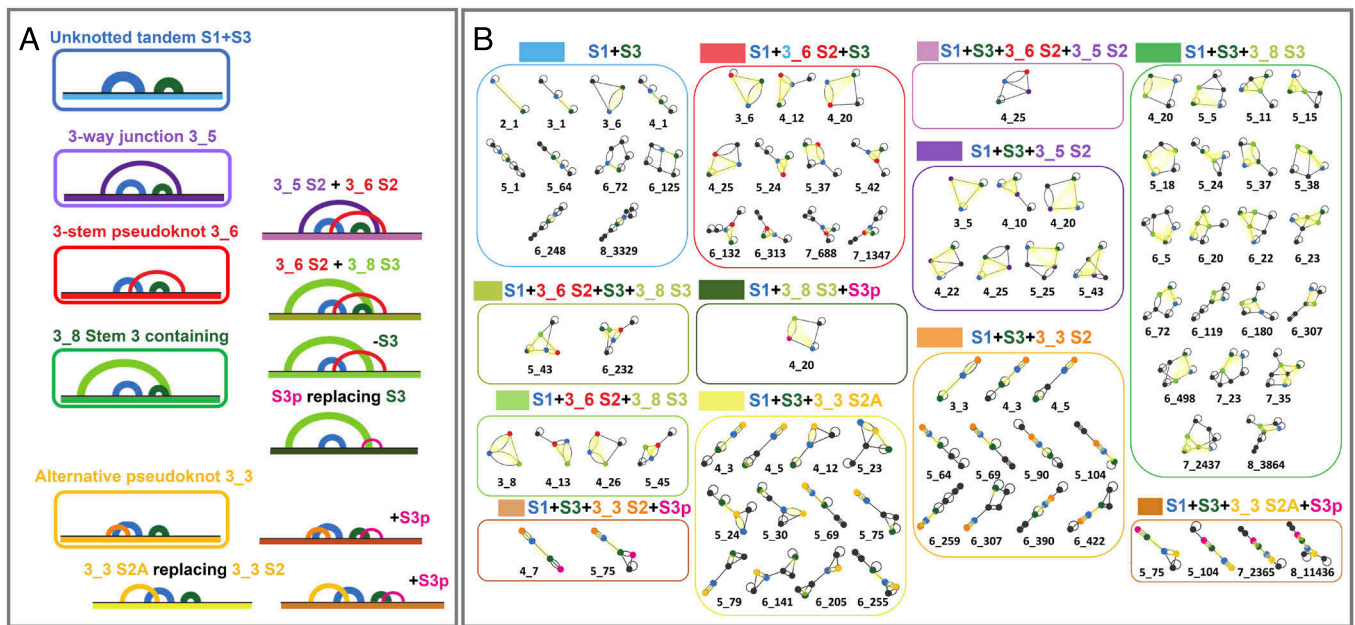 A
Unknotted tandem S1+S3
3-way junction 3_5
3_5 S2 + 3_6 S2
3-stem pseudoknot 3_6
3_6 S2 + 3_8 S3
3_8 Stem 3 containing
-S3
S3p replacing S3
Alternative pseudoknot 3_3
+S3p
3_3 S2A replacing 3_3 S2
+S3p
B
S1+S3
2_1 3_1 3_6 4_1
5_1 5_64 6_72 6_125
6_248 8_3329
S1+3_6 S2+S3
3_6 4_12 4_20
4_25 5_24 5_37 5_42
6_132 6_313 7_688 7_1347
S1+S3+3_6 S2+3_5 S2
4_25
S1+S3+3_5 S2
3_5 4_10 4_20
4_22 4_25 5_25 5_43
S1+S3+3_8 S3
4_20 5_5 5_11 5_15
5_18 5_24 5_37 5_38
6_5 6_20 6_22 6_23
6_72 6_119 6_180 6_307
6_498 7_23 7_35
7_2437 8_3864
S1+3_6 S2+S3+3_8 S3
5_43 6_232
S1+3_8 S3+S3p
4_20
S1+S3+3_3 S2
3_3 4_3 4_5
5_64 5_69 5_90 5_104
6_259 6_307 6_390 6_422
S1+3_6 S2+3_8 S3
3_8 4_13 4_26 5_45
S1+S3+3_3 S2A
4_3 4_5 4_12 5_23
5_24 5_30 5_69 5_75
5_79 6_141 6_205 6_255
S1+S3+3_3 S2+S3p
4_7 5_75
S1+S3+3_3 S2A+S3p
5_75 5_104 7_2365 8_11436